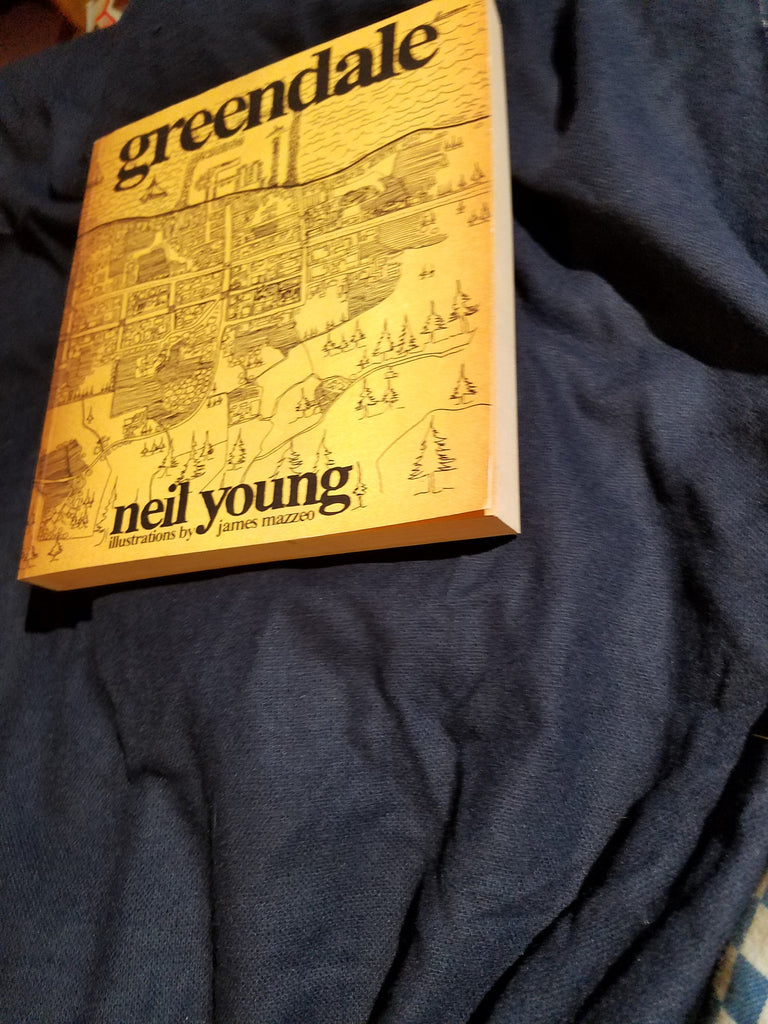 greendale
neil young
illustrations by james mazzeo